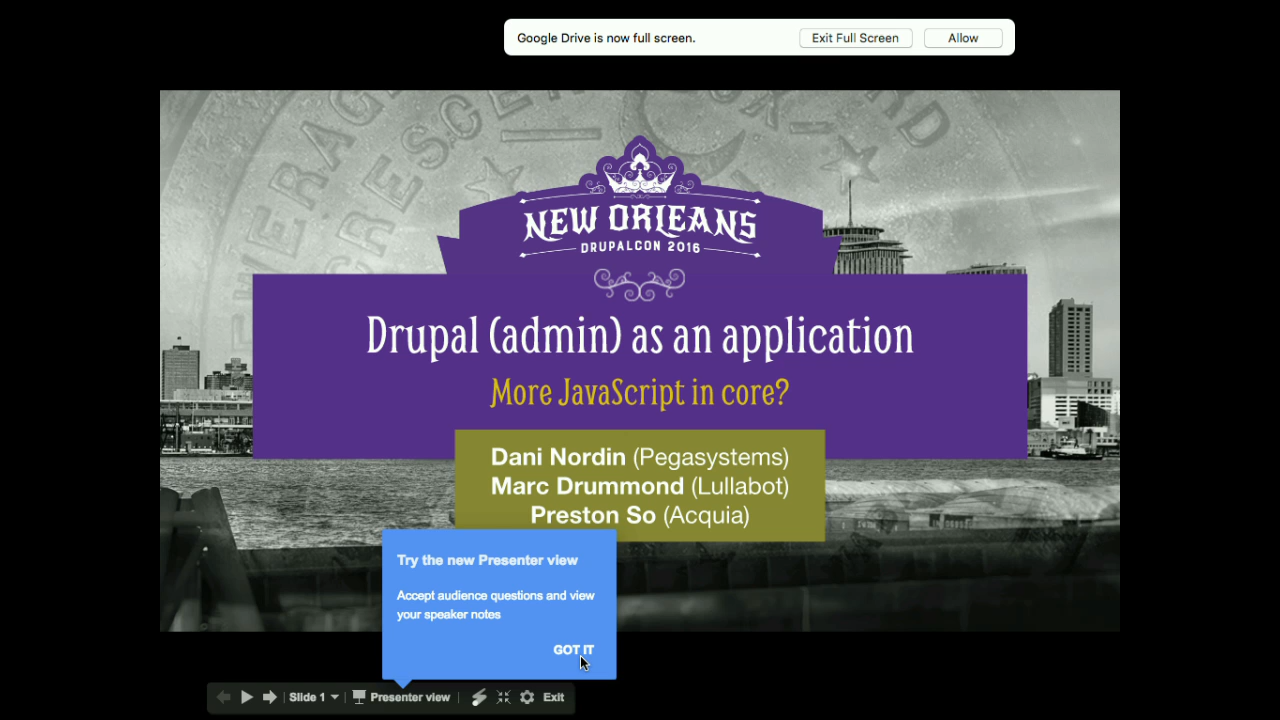 Google Drive is now full screen.
Exit Full Screen
Allow
NEW ORLEANS
DRUPALCON 2016
Drupal (admin) as an application
More JavaScript in core?
Dani Nordin (Pegasystems)
Marc Drummond (Lullabot)
Preston So (Acquia)
Try the new Presenter view
Accept audience questions and view
your speaker notes
GOT IT
Slide 1
Presenter view
Exit